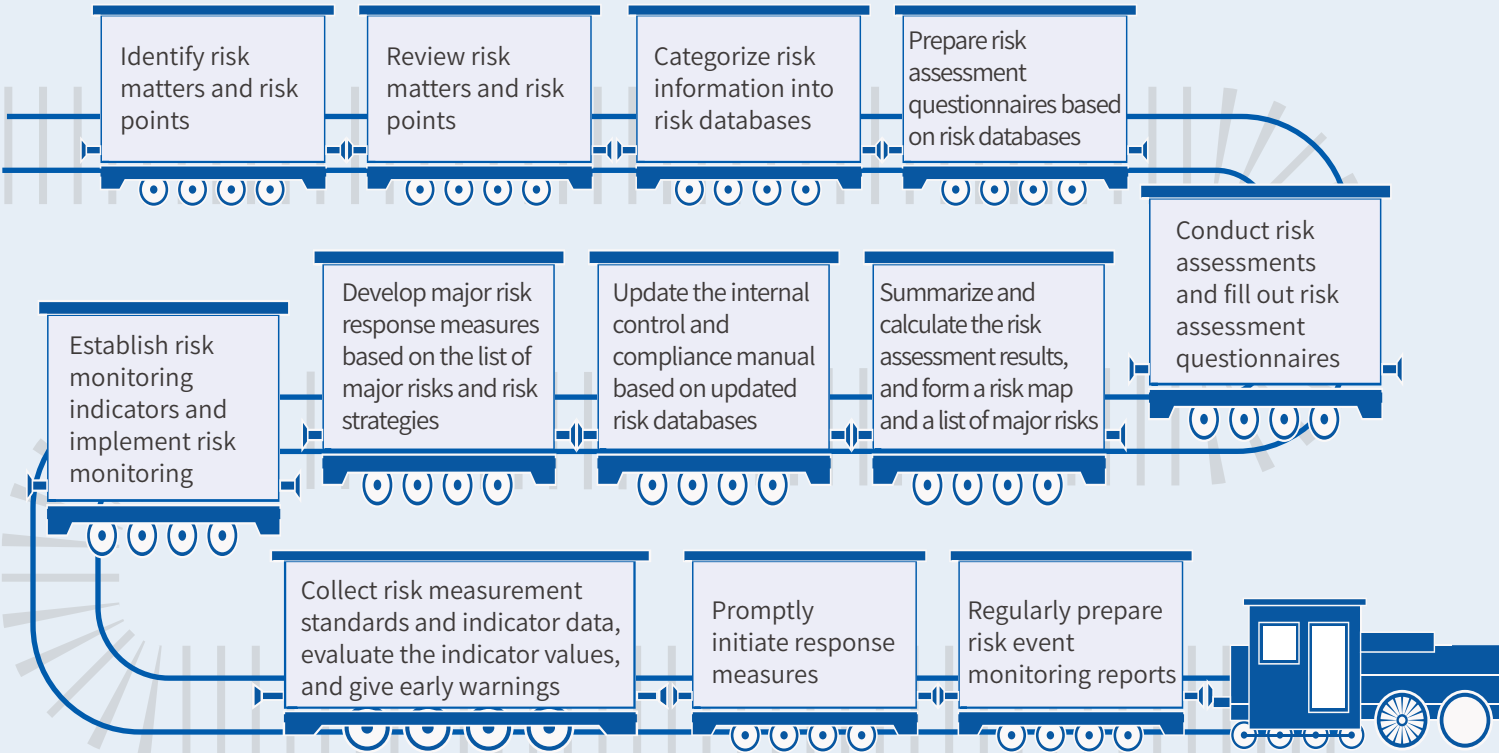 Identify risk
matters and risk
points
Review risk
matters and risk
points
Categorize risk
information into
risk databases
Prepare risk
assessment
questionnaires based
on risk databases
Conduct risk
assessments
and fill out risk
assessment
questionnaires
Summarize and
calculate the risk
assessment results,
and form a risk map
and a list of major risks
Update the internal
control and
compliance manual
based on updated
risk databases
Develop major risk
response measures
based on the list of
major risks and risk
strategies
Establish risk
monitoring
indicators and
implement risk
monitoring
Collect risk measurement
standards and indicator data,
evaluate the indicator values,
and give early warnings
Promptly
initiate response
measures
Regularly prepare
risk event
monitoring reports